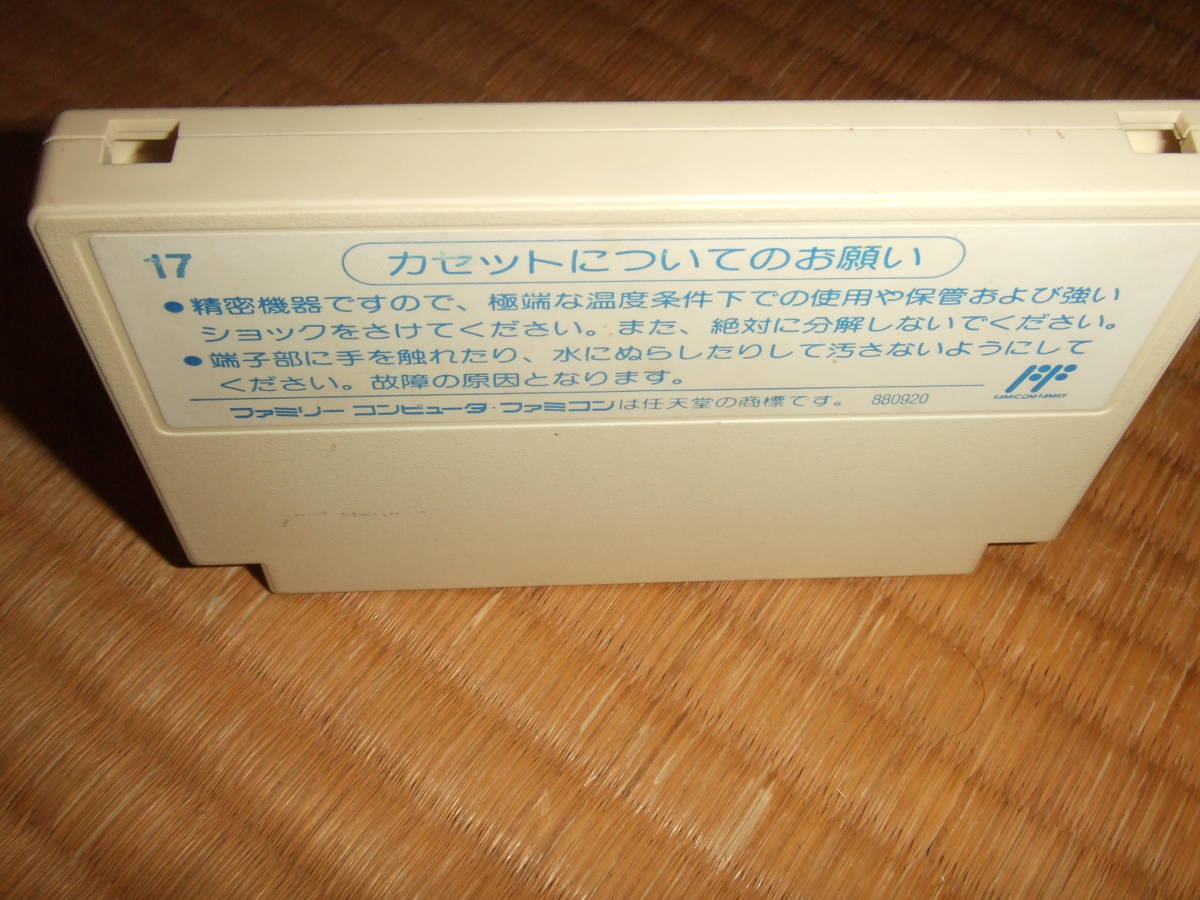 17
カセットについてのお願い
●精密機器ですので、極端な温度条件下での使用や保管および強い
ショックをさけてください。また、絶対に分解しないでください。
●端子部に手を触れたり、水にぬらしたりして汚さないようにして
ください。故障の原因となります。
ファミリーコンピュータ・ファミコンは任天堂の商標です。 880920
FAMICOM FAMILY